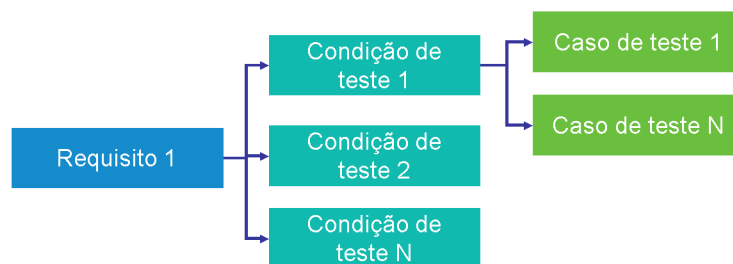 Requisito 1
Condição de
teste 1
Condição de
teste 2
Condição de
teste N
Caso de teste 1
Caso de teste N